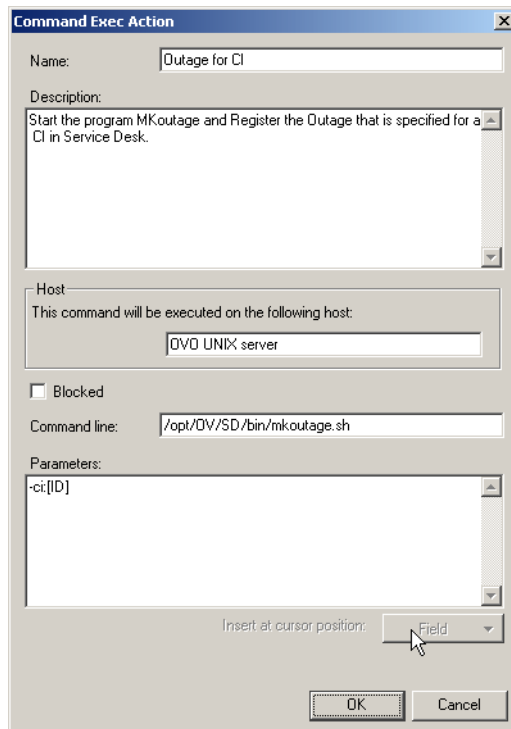 Command Exec Action
Name:
Outage for CI
Description:
Start the program MKoutage and Register the Outage that is specified for a
CI in Service Desk.
Host
This command will be executed on the following host:
OVO UNIX server
Blocked
Command line:
/opt/OV/SD/bin/mkoutage.sh
Parameters:
-ci:[ID]
Insert at cursor position:
Field
OK
Cancel